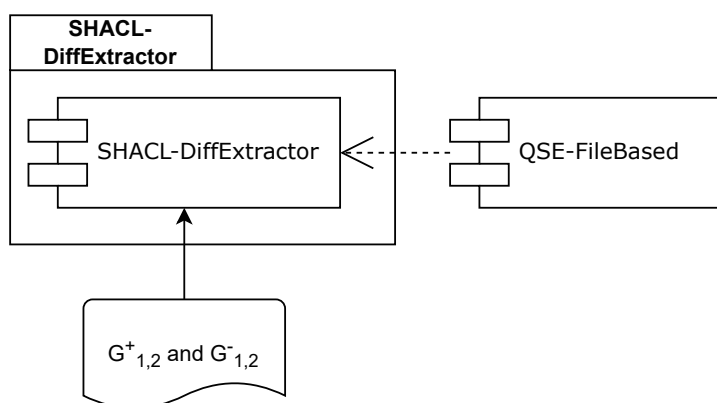 SHACL-
DiffExtractor
SHACL-DiffExtractor
QSE-FileBased
G⁺₁,₂ and G⁻₁,₂